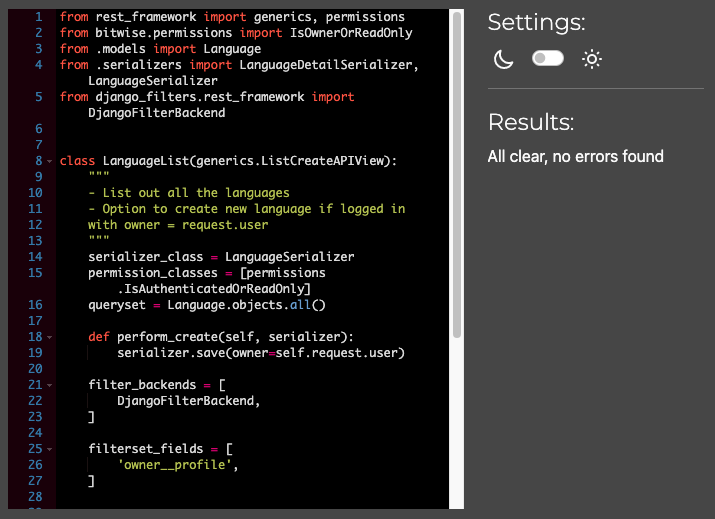 1 from rest_framework import generics, permissions
2 from bitwise.permissions import IsOwnerOrReadOnly
3 from .models import Language
4 from .serializers import LanguageDetailSerializer,
LanguageSerializer
5 from django_filters.rest_framework import
DjangoFilterBackend
6
7
8 class LanguageList(generics.ListCreateAPIView):
9 """
10 - List out all the languages
11 - Option to create new language if logged in
12 with owner = request.user
13 """
14 serializer_class = LanguageSerializer
15 permission_classes = [permissions
.IsAuthenticatedOrReadOnly]
16 queryset = Language.objects.all()
17
18 def perform_create(self, serializer):
19 serializer.save(owner=self.request.user)
20
21 filter_backends = [
22 DjangoFilterBackend,
23 ]
24
25 filterset_fields = [
26 'owner__profile',
27 ]
28
Settings:
Results:
All clear, no errors found